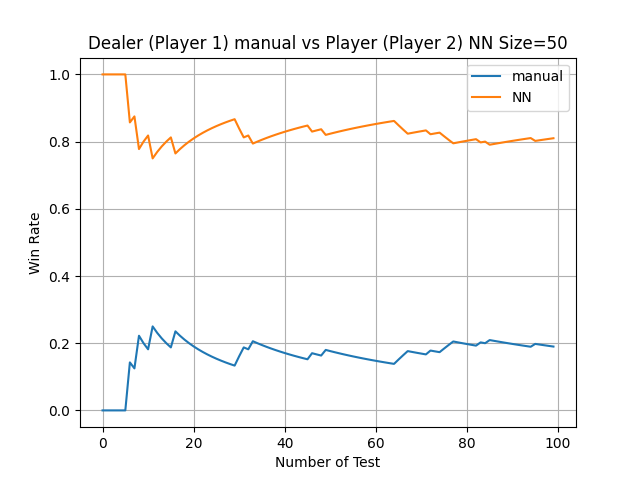 Dealer (Player 1) manual vs Player (Player 2) NN Size=50
manual
NN
1.0
0.8
0.6
0.4
0.2
0.0
Win Rate
0 20 40 60 80 100
Number of Test